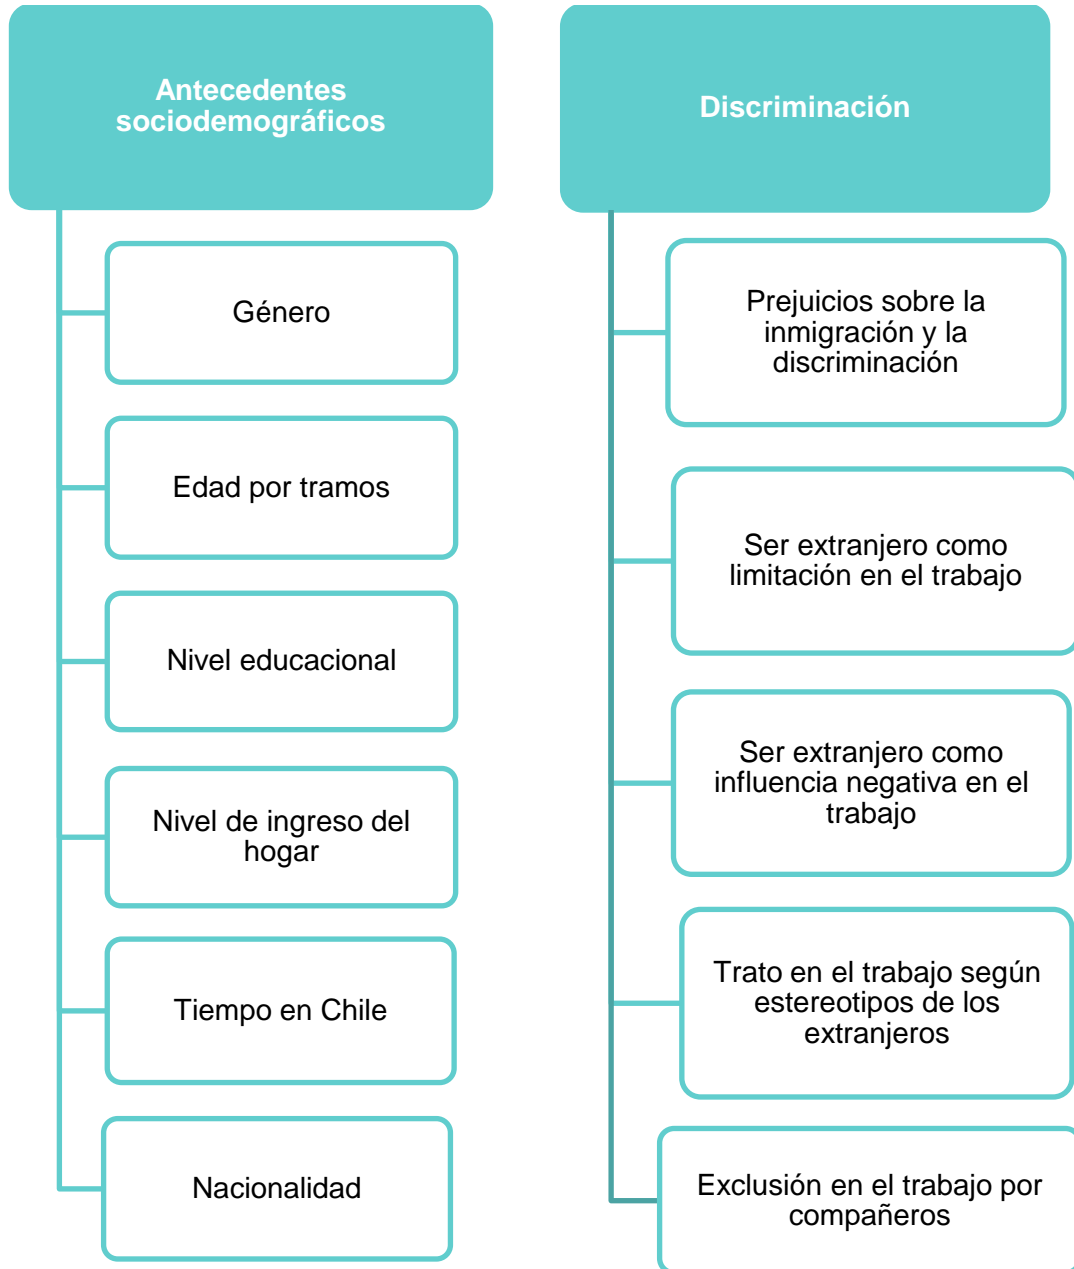 Antecedentes
sociodemográficos
Género
Edad por tramos
Nivel educacional
Nivel de ingreso del
hogar
Tiempo en Chile
Nacionalidad
Discriminación
Prejuicios sobre la
inmigración y la
discriminación
Ser extranjero como
limitación en el trabajo
Ser extranjero como
influencia negativa en el
trabajo
Trato en el trabajo según
estereotipos de los
extranjeros
Exclusión en el trabajo por
compañeros